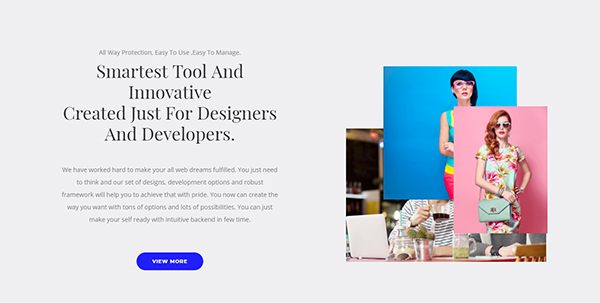 All Way Protection, Easy To Use ,Easy To Manage.
Smartest Tool And
Innovative
Created Just For Designers
And Developers.
We have worked hard to make your all web dreams fulfilled. You just need
to think and our set of designs, development options and robust
framework will help you to achieve that with pride. You now can create the
way you want with tons of options and lots of possibilities, You can just
make your self ready with intuitive backend in few time.
VIEW MORE